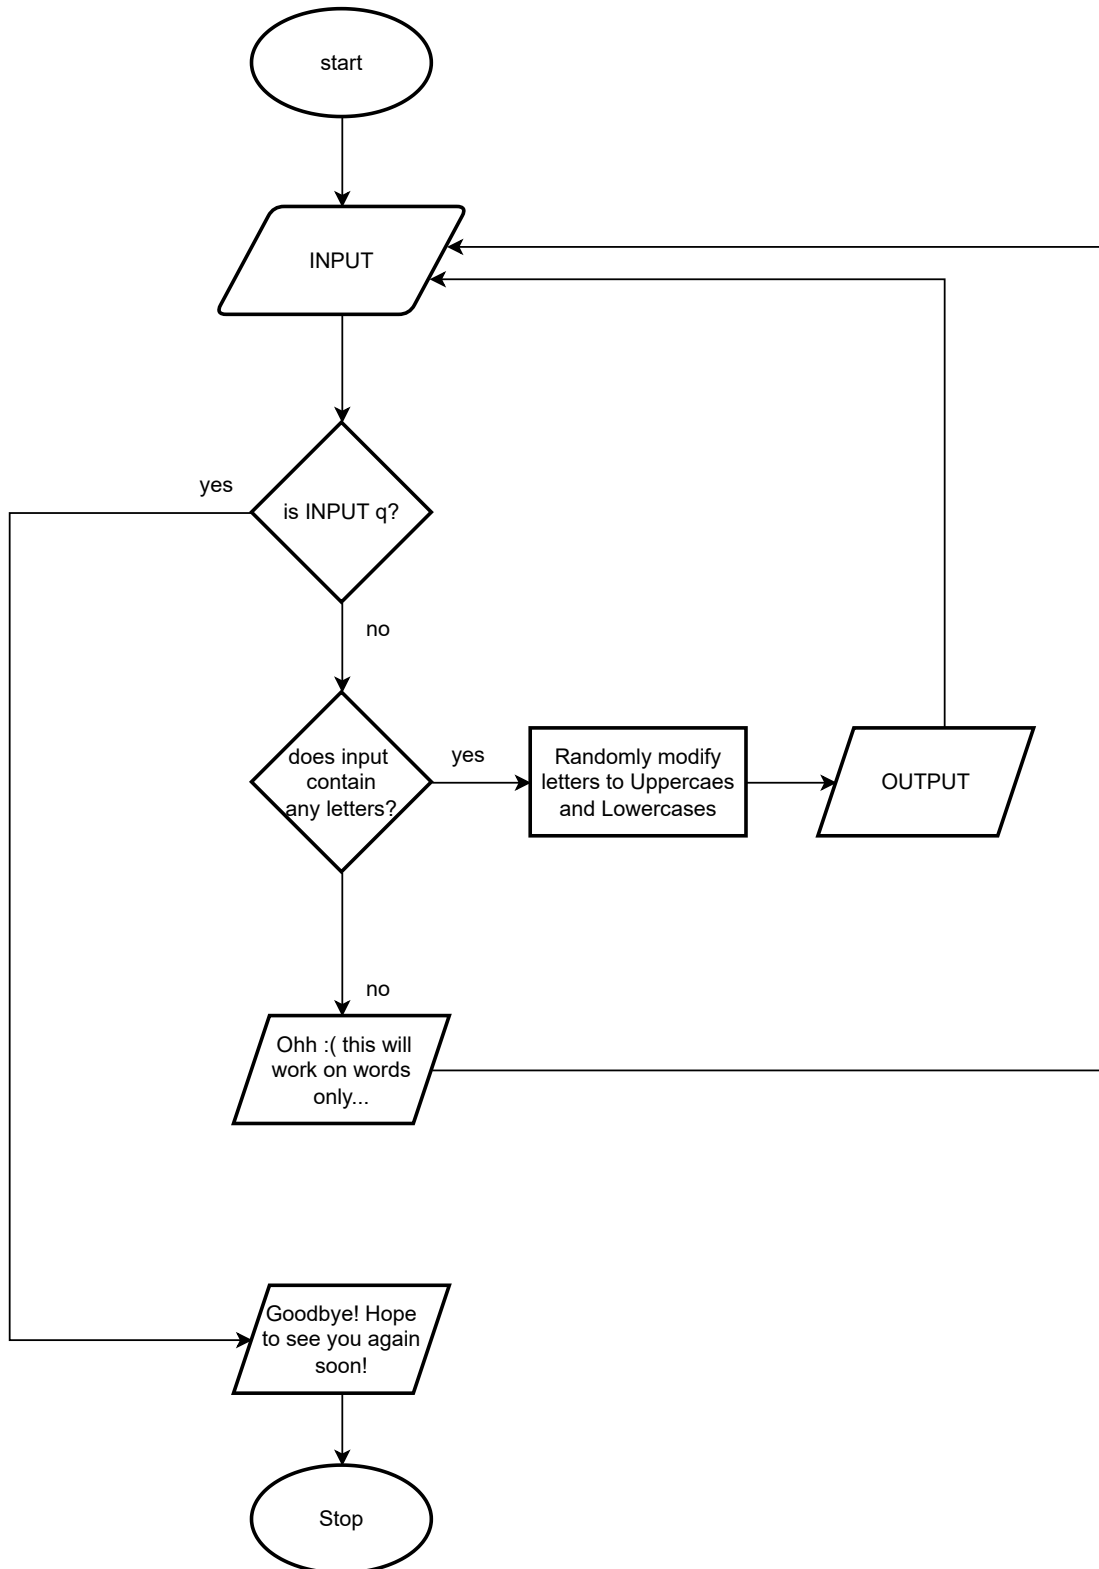 start
INPUT
yes
is INPUT q?
no
does input
contain
any letters?
yes
Randomly modify
letters to Uppercaes
and Lowercases
OUTPUT
no
Ohh :( this will
work on words
only...
Goodbye! Hope
to see you again
soon!
Stop